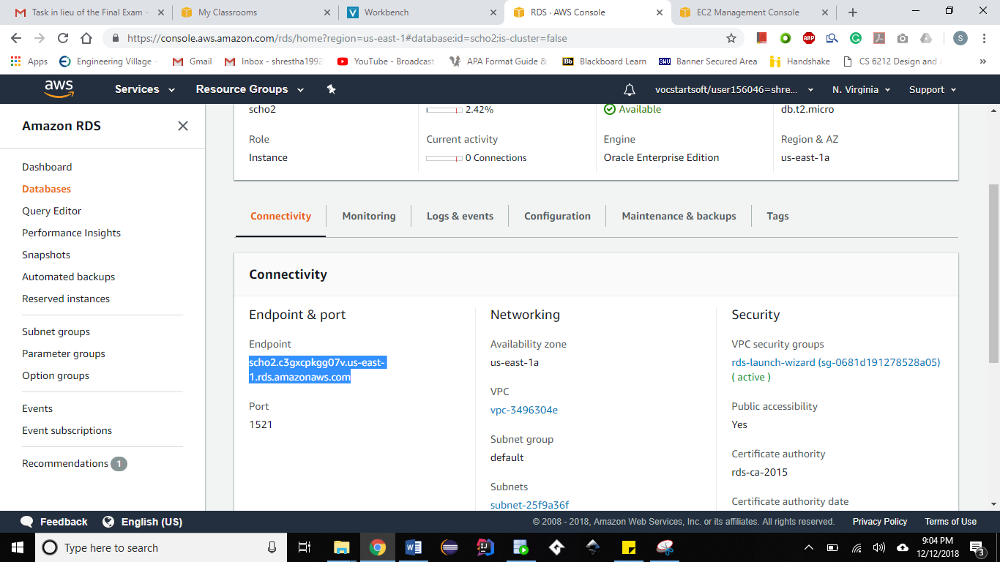 Task in lieu of the Final Exam -
My Classrooms
Workbench
RDS · AWS Console
EC2 Management Console
https://console.aws.amazon.com/rds/home?region=us-east-1#database:id=scho2;is-cluster=false
ABP
S
Apps
Engineering Village -
Gmail
Inbox - shrestha1992
YouTube - Broadcast
APA Format Guide &
Bb
Blackboard Learn
GWU
Banner Secured Area
Handshake
CS 6212 Design and
»
aws
Services
Resource Groups
vocstartsoft/user156046=shre...
N. Virginia
Support
Amazon RDS
Dashboard
Databases
Query Editor
Performance Insights
Snapshots
Automated backups
Reserved instances
Subnet groups
Parameter groups
Option groups
Events
Event subscriptions
Recommendations 1
scho2
2.42%
Available
db.t2.micro
Role
Current activity
Engine
Region & AZ
Instance
0 Connections
Oracle Enterprise Edition
us-east-1a
Connectivity
Monitoring
Logs & events
Configuration
Maintenance & backups
Tags
Connectivity
Endpoint & port
Endpoint
scho2.c3gxcpkgg07v.us-east-
1.rds.amazonaws.com
Port
1521
Networking
Availability zone
us-east-1a
VPC
vpc-3496304e
Subnet group
default
Subnets
subnet-25f9a36f
Security
VPC security groups
rds-launch-wizard (sg-0681d191278528a05)
( active )
Public accessibility
Yes
Certificate authority
rds-ca-2015
Certificate authority date
Feedback
English (US)
© 2008 - 2018, Amazon Web Services, Inc. or its affiliates. All rights reserved.
Privacy Policy
Terms of Use
Type here to search
9:04 PM
12/12/2018
3